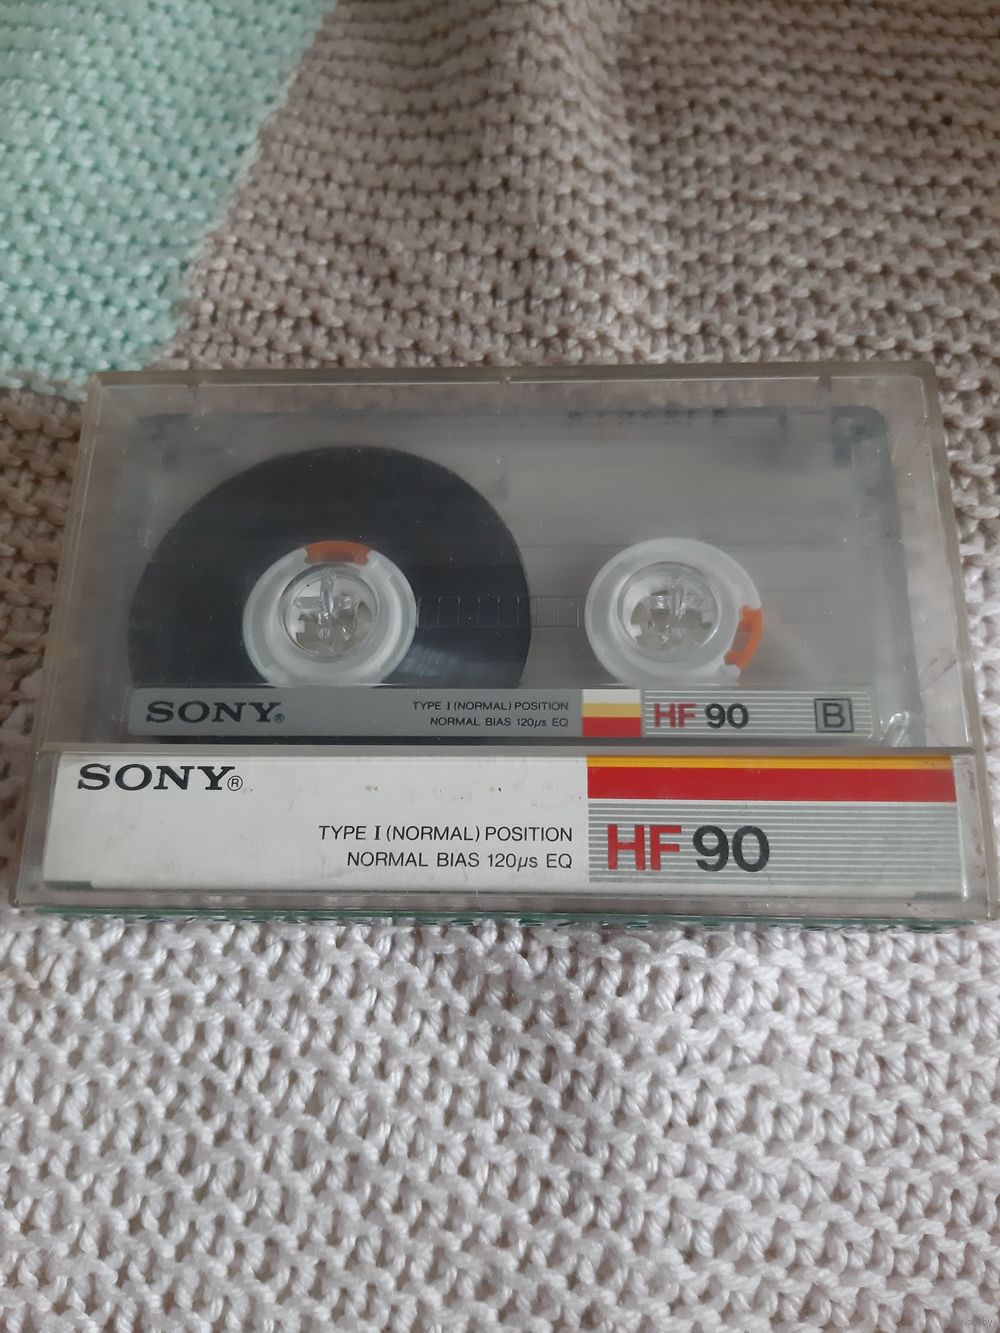 SONY®
TYPE I (NORMAL) POSITION
NORMAL BIAS 120µs EQ
HF 90
B
SONY®
TYPE I (NORMAL) POSITION
NORMAL BIAS 120µs EQ
HF 90